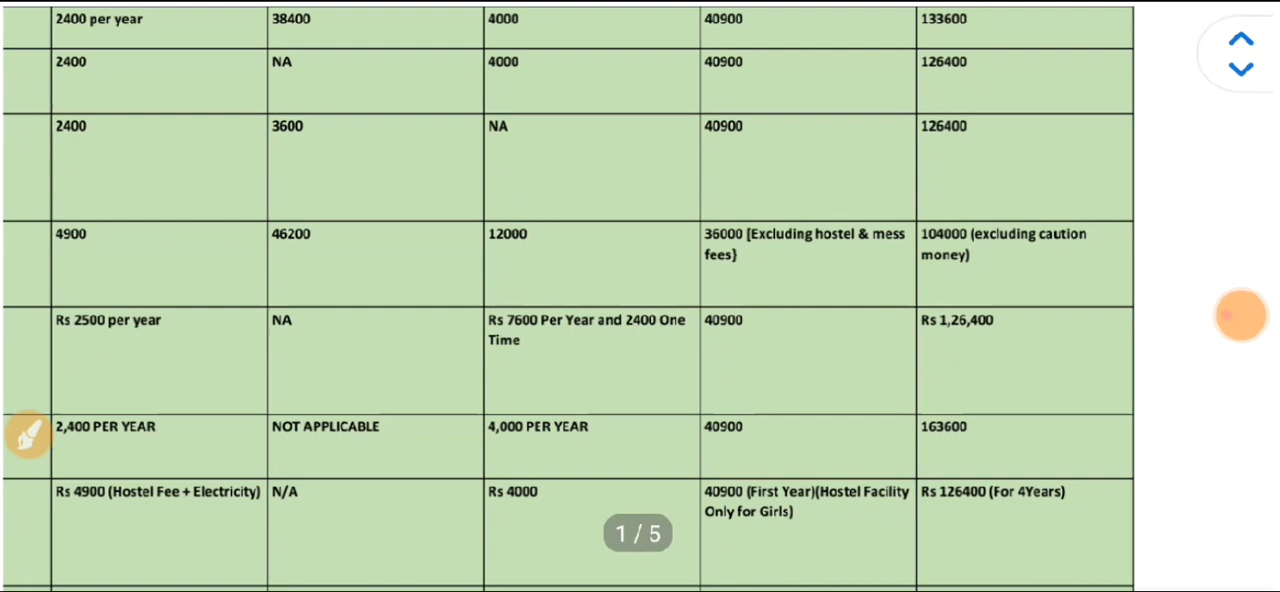 2400 per year 38400 4000 40900 133600
2400 NA 4000 40900 126400
2400 3600 NA 40900 126400
4900 46200 12000 36000 [Excluding hostel & mess 104000 (excluding caution
fees} money)
Rs 2500 per year NA Rs 7600 Per Year and 2400 One 40900 Rs 1,26,400
Time
2,400 PER YEAR NOT APPLICABLE 4,000 PER YEAR 40900 163600
Rs 4900 (Hostel Fee + Electricity) N/A Rs 4000 40900 (First Year)(Hostel Facility Rs 126400 (For 4Years)
Only for Girls)
1 / 5